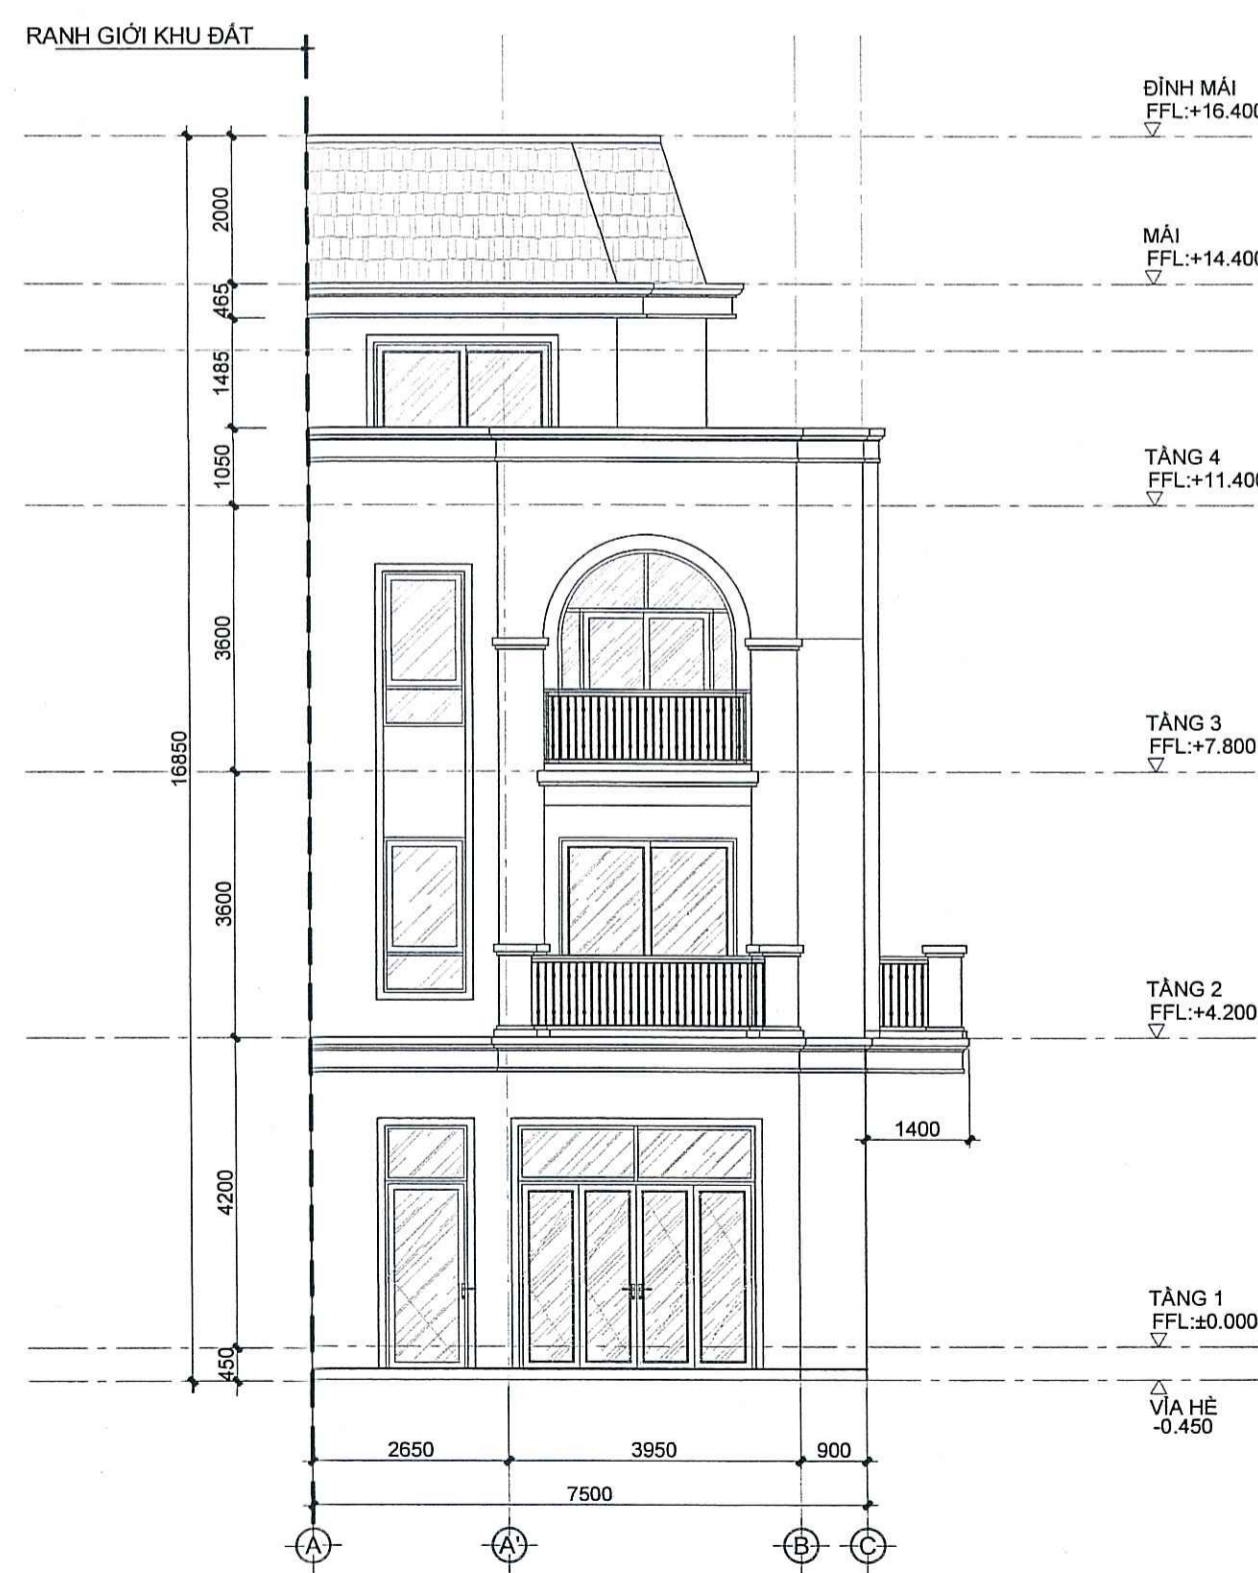 RANH GIỚI KHU ĐẤT
ĐỈNH MÁI
FFL:+16.400
2000
MÁI
FFL:+14.400
465
1485
1050
TẦNG 4
FFL:+11.400
3600
16850
TẦNG 3
FFL:+7.800
3600
TẦNG 2
FFL:+4.200
1400
4200
TẦNG 1
FFL:±0.000
450
VỈA HÈ
-0.450
2650 3950 900
7500
A A' B C